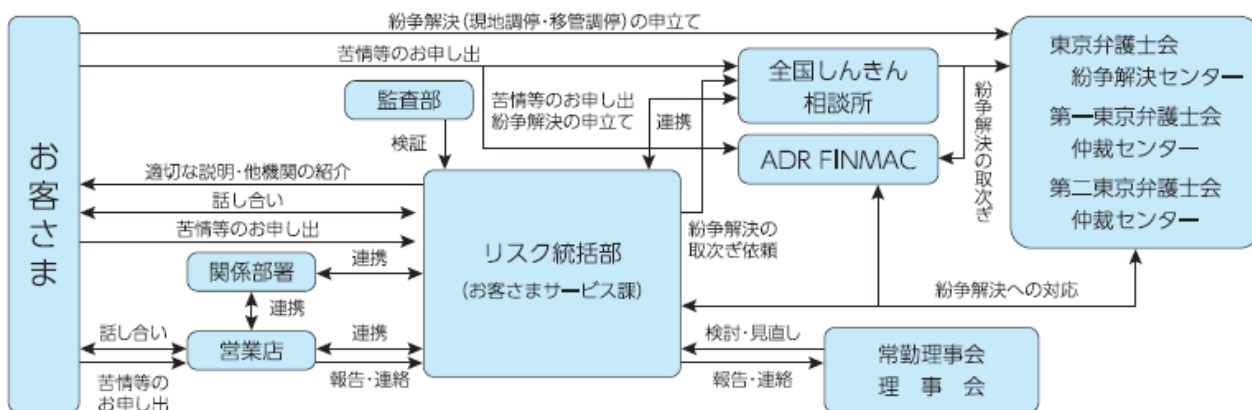 紛争解決(現地調停・移管調停)の申立て
苦情等のお申し出
お客さま
監査部
検証
苦情等のお申し出
紛争解決の申立て
連携
全国しんきん
相談所
ADR FINMAC
紛争解決の取次ぎ
東京弁護士会
紛争解決センター
第一東京弁護士会
仲裁センター
第二東京弁護士会
仲裁センター
適切な説明・他機関の紹介
話し合い
苦情等のお申し出
関係部署
連携
連携
リスク統括部
(お客さまサービス課)
紛争解決の
取次ぎ依頼
紛争解決への対応
話し合い
営業店
連携
報告・連絡
苦情等の
お申し出
検討・見直し
報告・連絡
常勤理事会
理 事 会